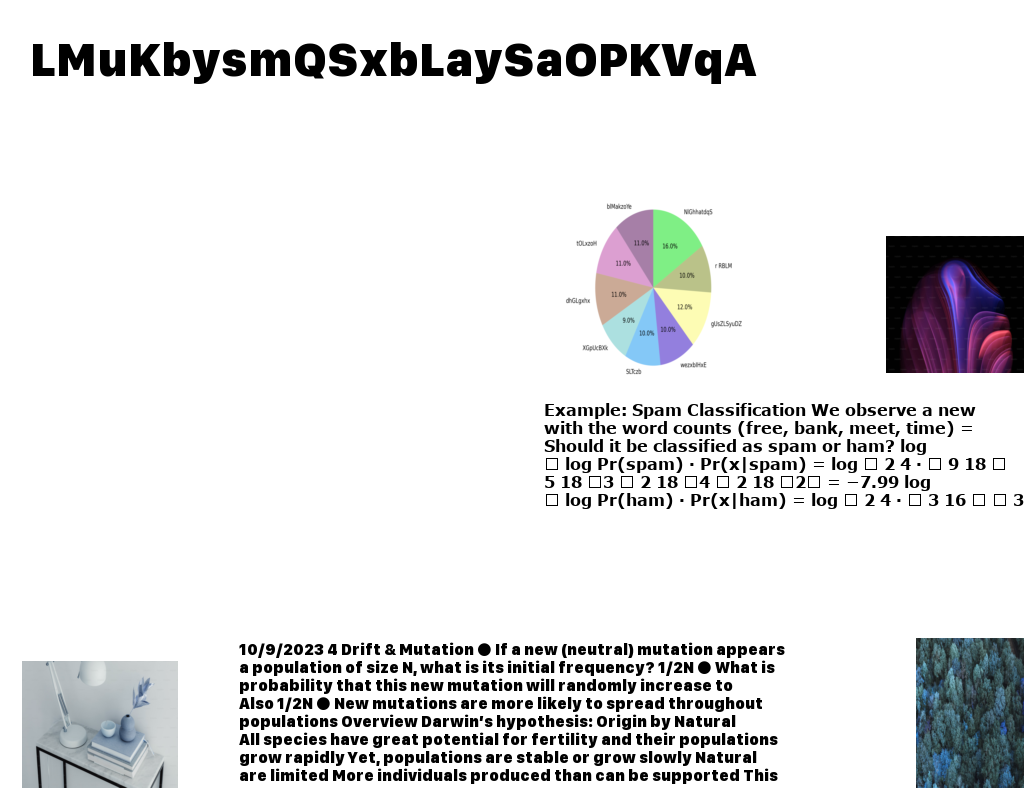 LMuKbysmQSxbLaySaOPKVqA
blMakzoYe
NlGhhatdqS
11.0%
16.0%
tOLxzoH
11.0%
r RBLM
10.0%
dhGLgxhx
11.0%
12.0%
9.0%
10.0%
10.0%
gUsZLSyuDZ
XGpUcBXk
SLTczb
wezxbIHxE
Example: Spam Classification We observe a new
with the word counts (free, bank, meet, time) =
Should it be classified as spam or ham? log
□ log Pr(spam) · Pr(x|spam) = log □ 2 4 · □ 9 18 □
5 18 □3 □ 2 18 □4 □ 2 18 □2□ = −7.99 log
□ log Pr(ham) · Pr(x|ham) = log □ 2 4 · □ 3 16 □ □ 3
10/9/2023 4 Drift & Mutation ● If a new (neutral) mutation appears
a population of size N, what is its initial frequency? 1/2N ● What is
probability that this new mutation will randomly increase to
Also 1/2N ● New mutations are more likely to spread throughout
populations Overview Darwin's hypothesis: Origin by Natural
All species have great potential for fertility and their populations
grow rapidly Yet, populations are stable or grow slowly Natural
are limited More individuals produced than can be supported This